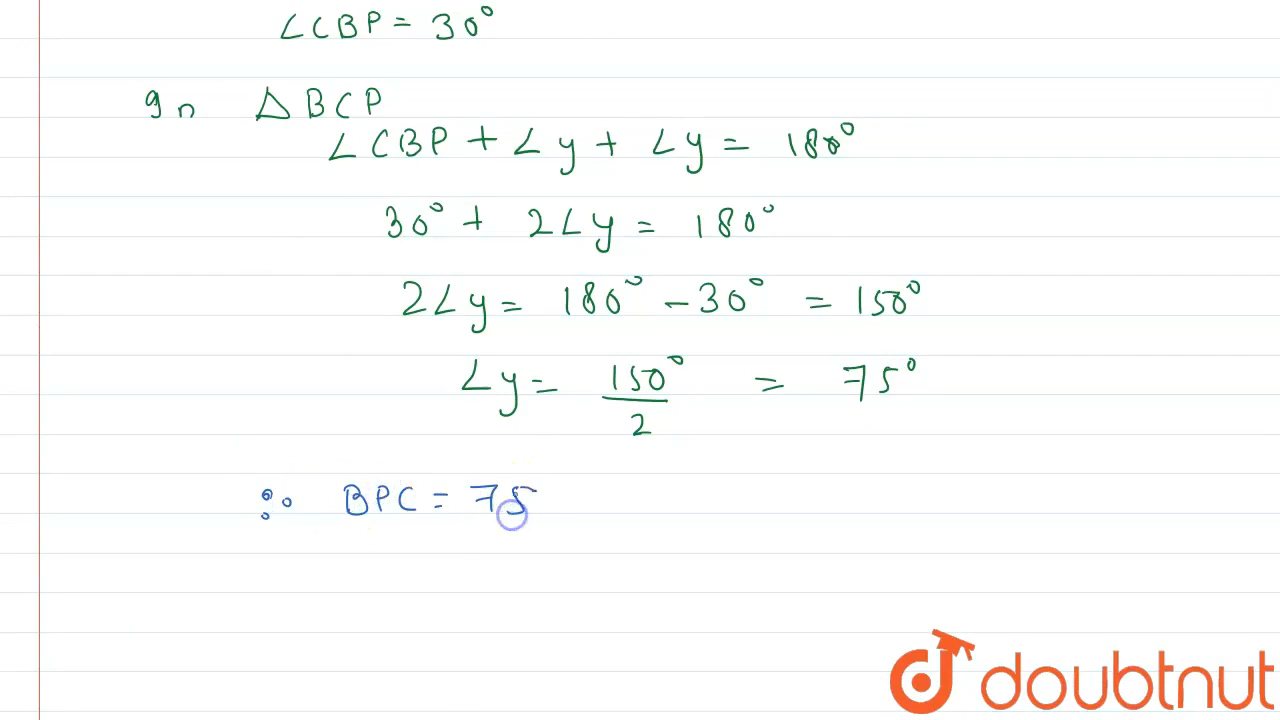 ∠CBP = 30°
In △BCP
∠CBP + ∠y + ∠y = 180°
30° + 2∠y = 180°
2∠y = 180° - 30° = 150°
∠y = 150°/2 = 75°
∴ BPC = 75
doubtnut